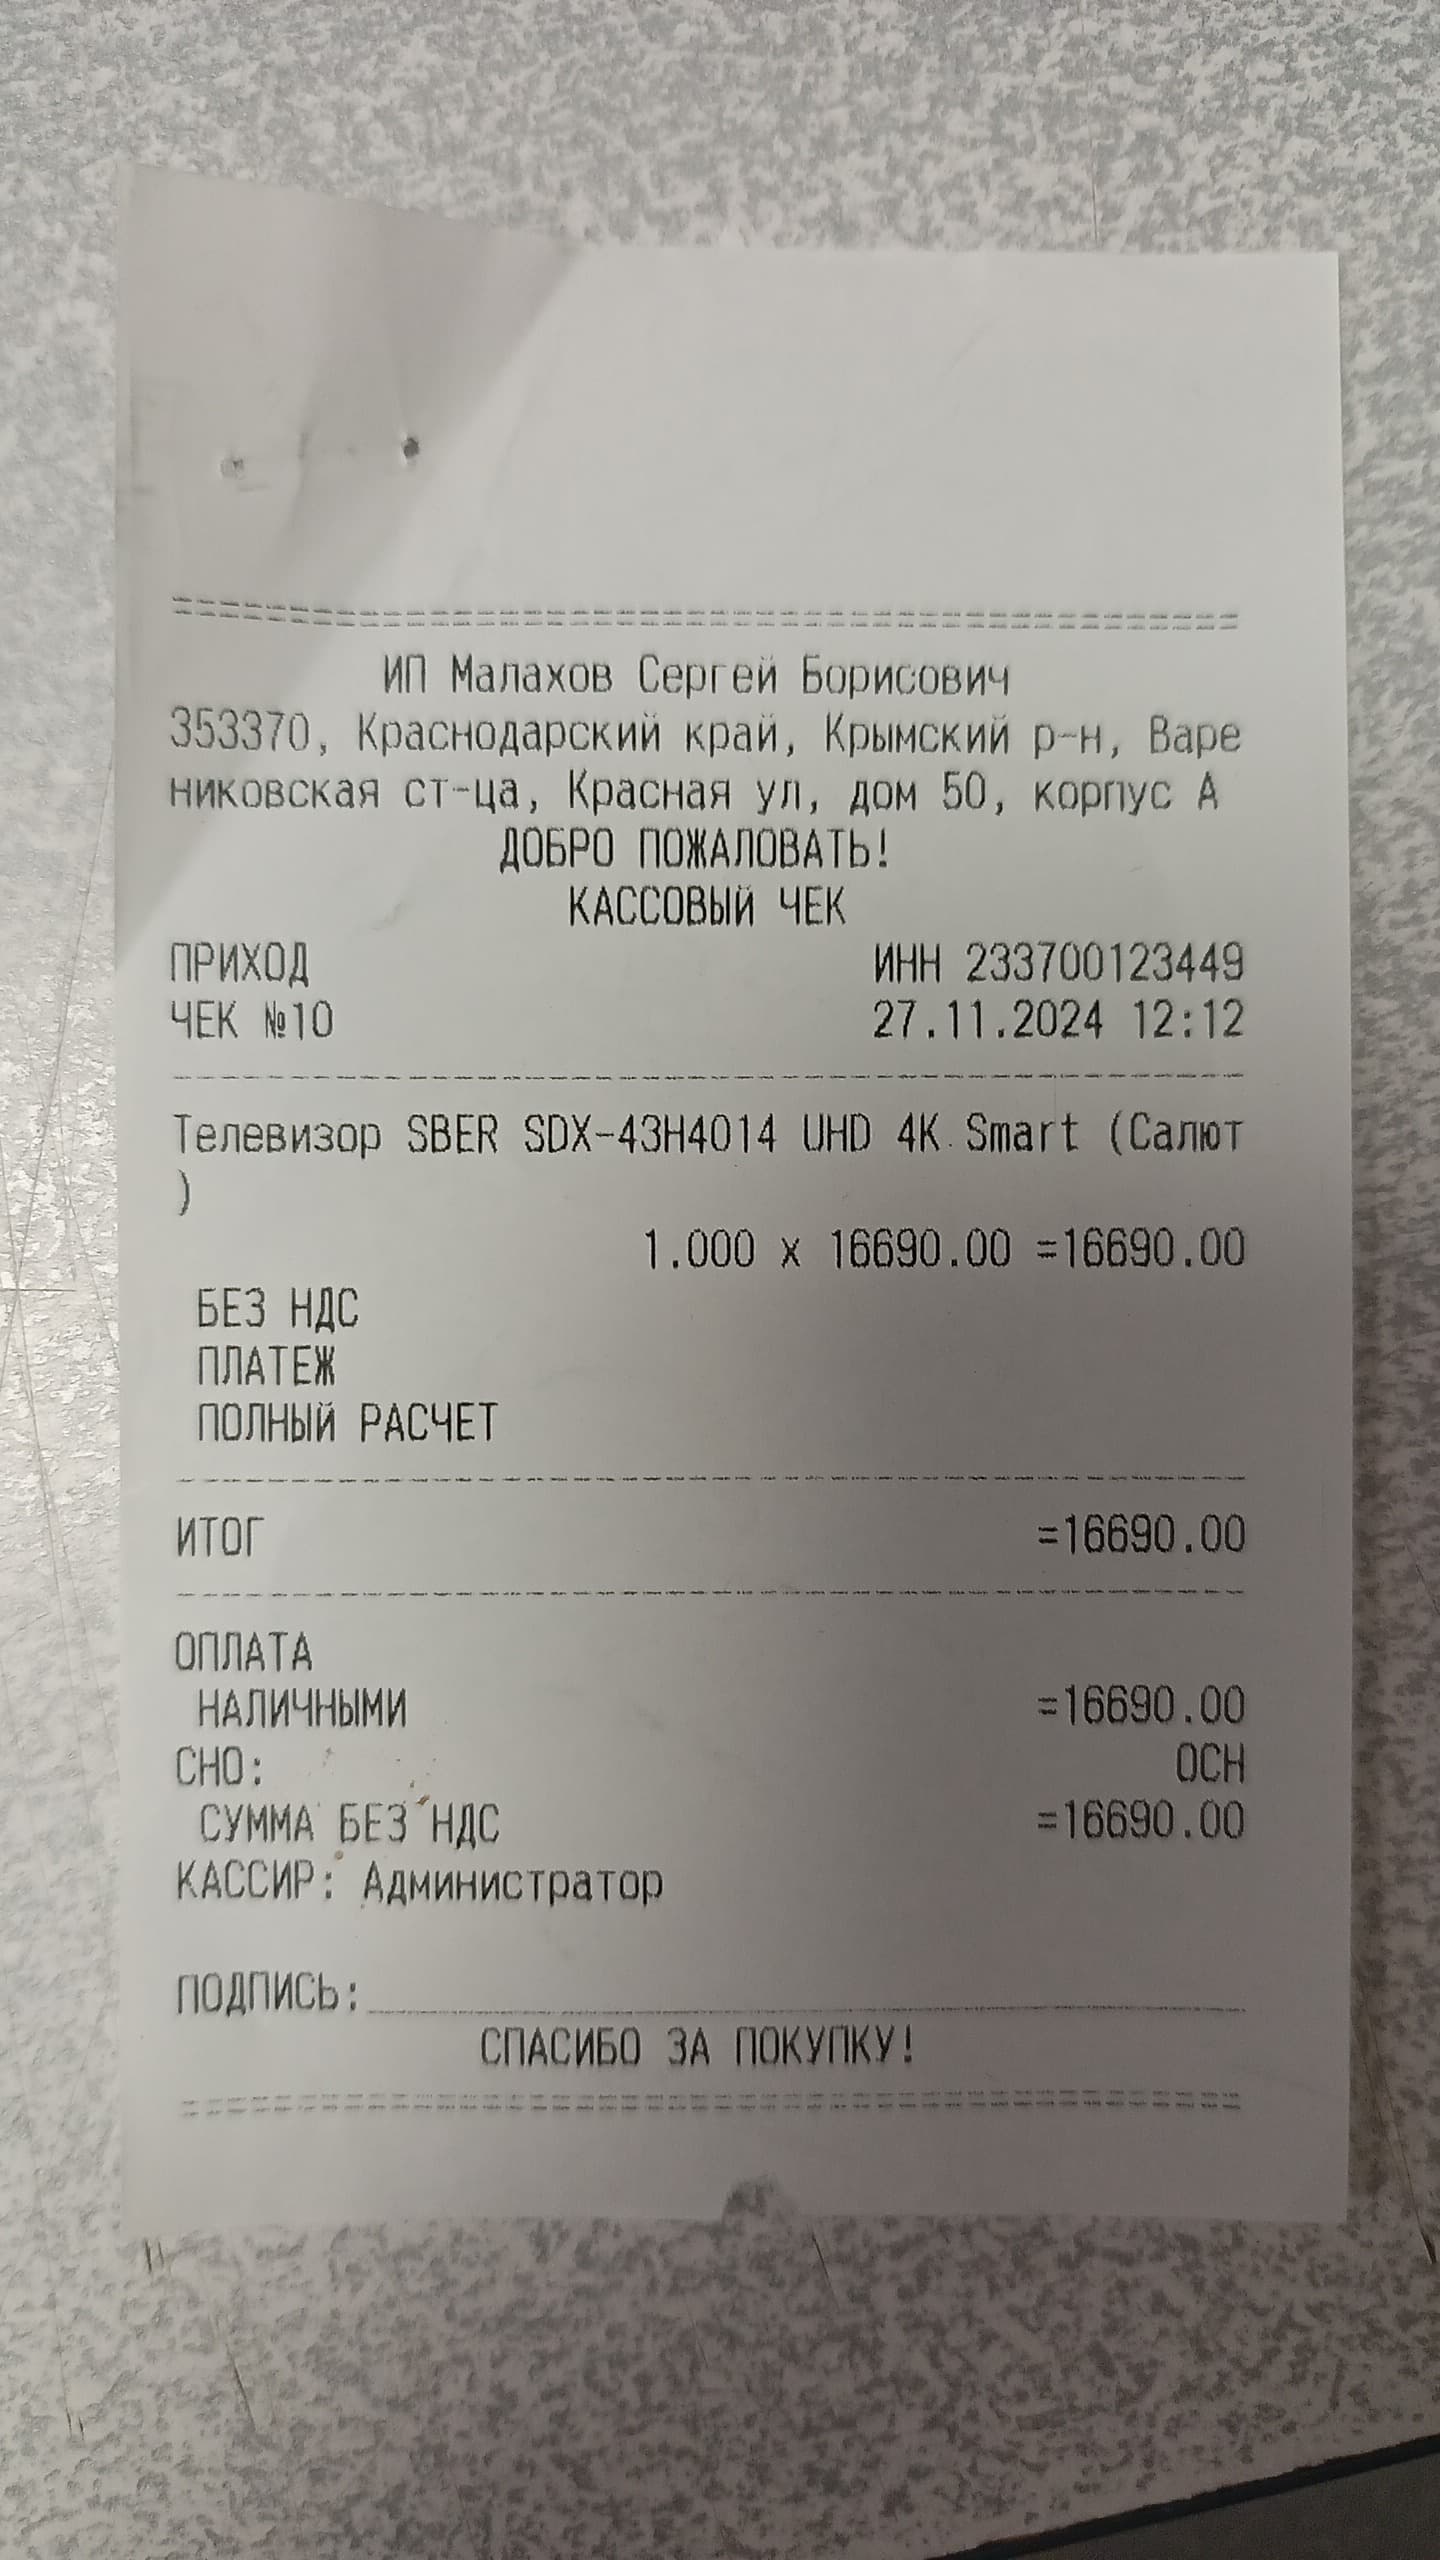 ИП Малахов Сергей Борисович
353370, Краснодарский край, Крымский р-н, Варе
никовская ст-ца, Красная ул, дом 50, корпус А
ДОБРО ПОЖАЛОВАТЬ!
КАССОВЫЙ ЧЕК
ПРИХОД ИНН 233700123449
ЧЕК №10 27.11.2024 12:12
Телевизор SBER SDX-43H4014 UHD 4K Smart (Салют
)
1.000 x 16690.00 =16690.00
БЕЗ НДС
ПЛАТЕЖ
ПОЛНЫЙ РАСЧЕТ
ИТОГ =16690.00
ОПЛАТА
НАЛИЧНЫМИ =16690.00
СНО: ОСН
СУММА БЕЗ НДС =16690.00
КАССИР: Администратор
ПОДПИСЬ:
СПАСИБО ЗА ПОКУПКУ!